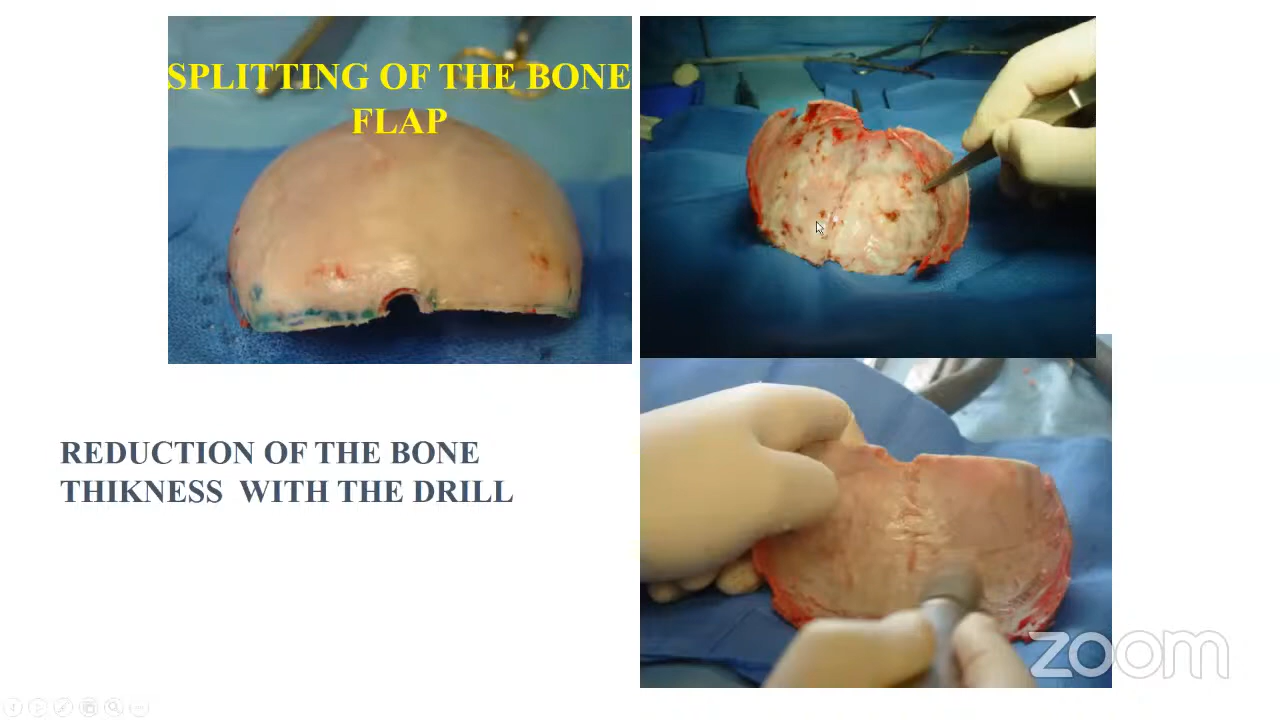 SPLITTING OF THE BONE
FLAP
REDUCTION OF THE BONE
THIKNESS WITH THE DRILL
zoom